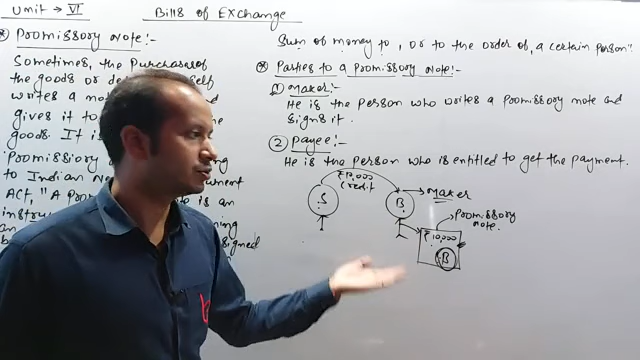 Unit → VI
Bills of Exchange
Promissory Note:-
Sometimes, the Purchaser of
the goods or
writes a
gives it to
goods. It
Promissory
to Indian
Act, "A
instru
signed
Sum of money to, or to the order of, a certain person"
Parties to a Promissory Note:-
① Maker:-
He is the person who writes a promissory note and
signs it.
② Payee:-
He is the person who is entitled to get the payment.
₹10,000
Credit
S
B
Maker
Promissory
note.
₹10,000
B